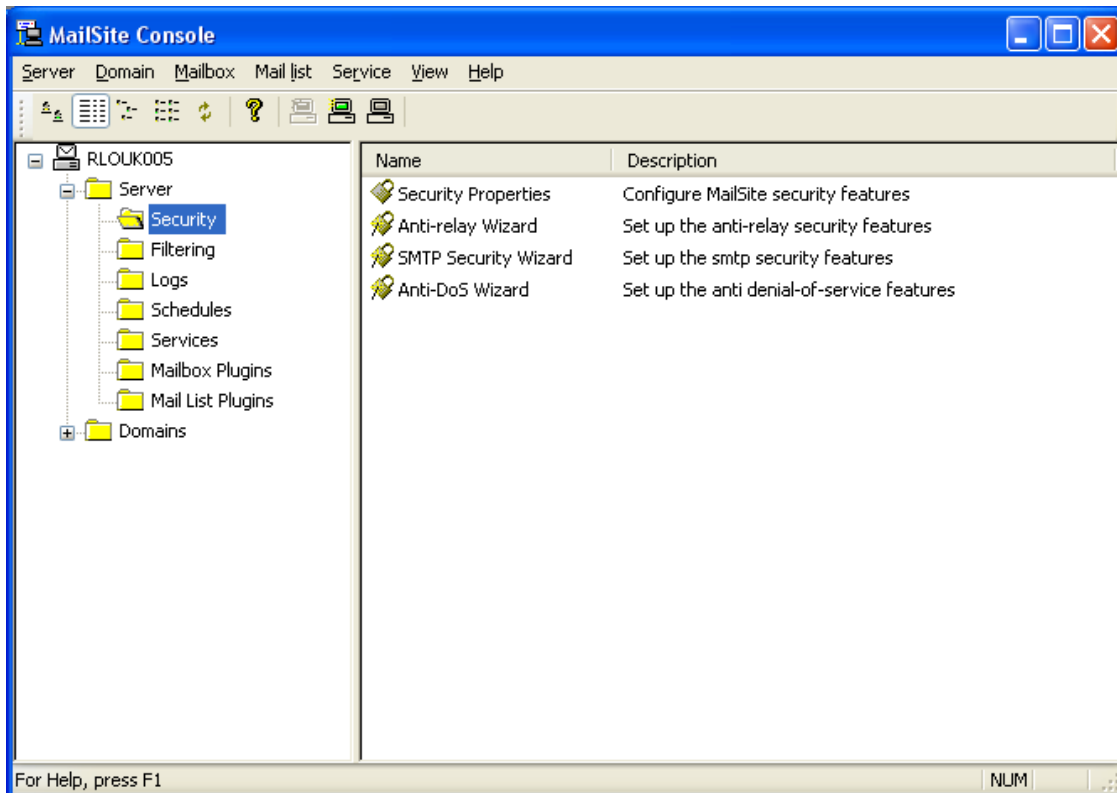 MailSite Console
Server Domain Mailbox Mail list Service View Help
RLOUK005
Server
Security
Filtering
Logs
Schedules
Services
Mailbox Plugins
Mail List Plugins
Domains
Name Description
Security Properties Configure MailSite security features
Anti-relay Wizard Set up the anti-relay security features
SMTP Security Wizard Set up the smtp security features
Anti-DoS Wizard Set up the anti denial-of-service features
For Help, press F1 NUM